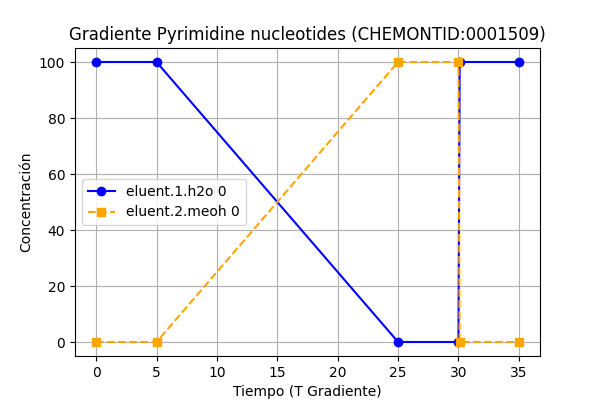 Gradiente Pyrimidine nucleotides (CHEMONTID:0001509)
100
80
60
40
20
0
Concentración
eluent.1.h2o 0
eluent.2.meoh 0
0 5 10 15 20 25 30 35
Tiempo (T Gradiente)